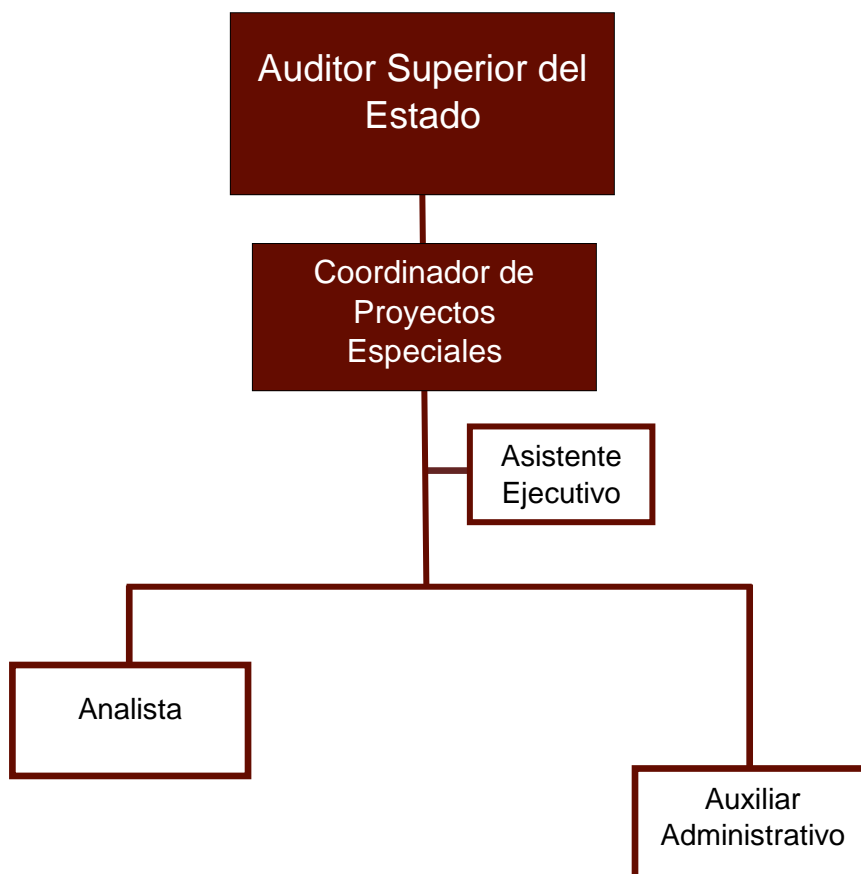 Auditor Superior del
Estado
Coordinador de
Proyectos
Especiales
Asistente
Ejecutivo
Analista
Auxiliar
Administrativo